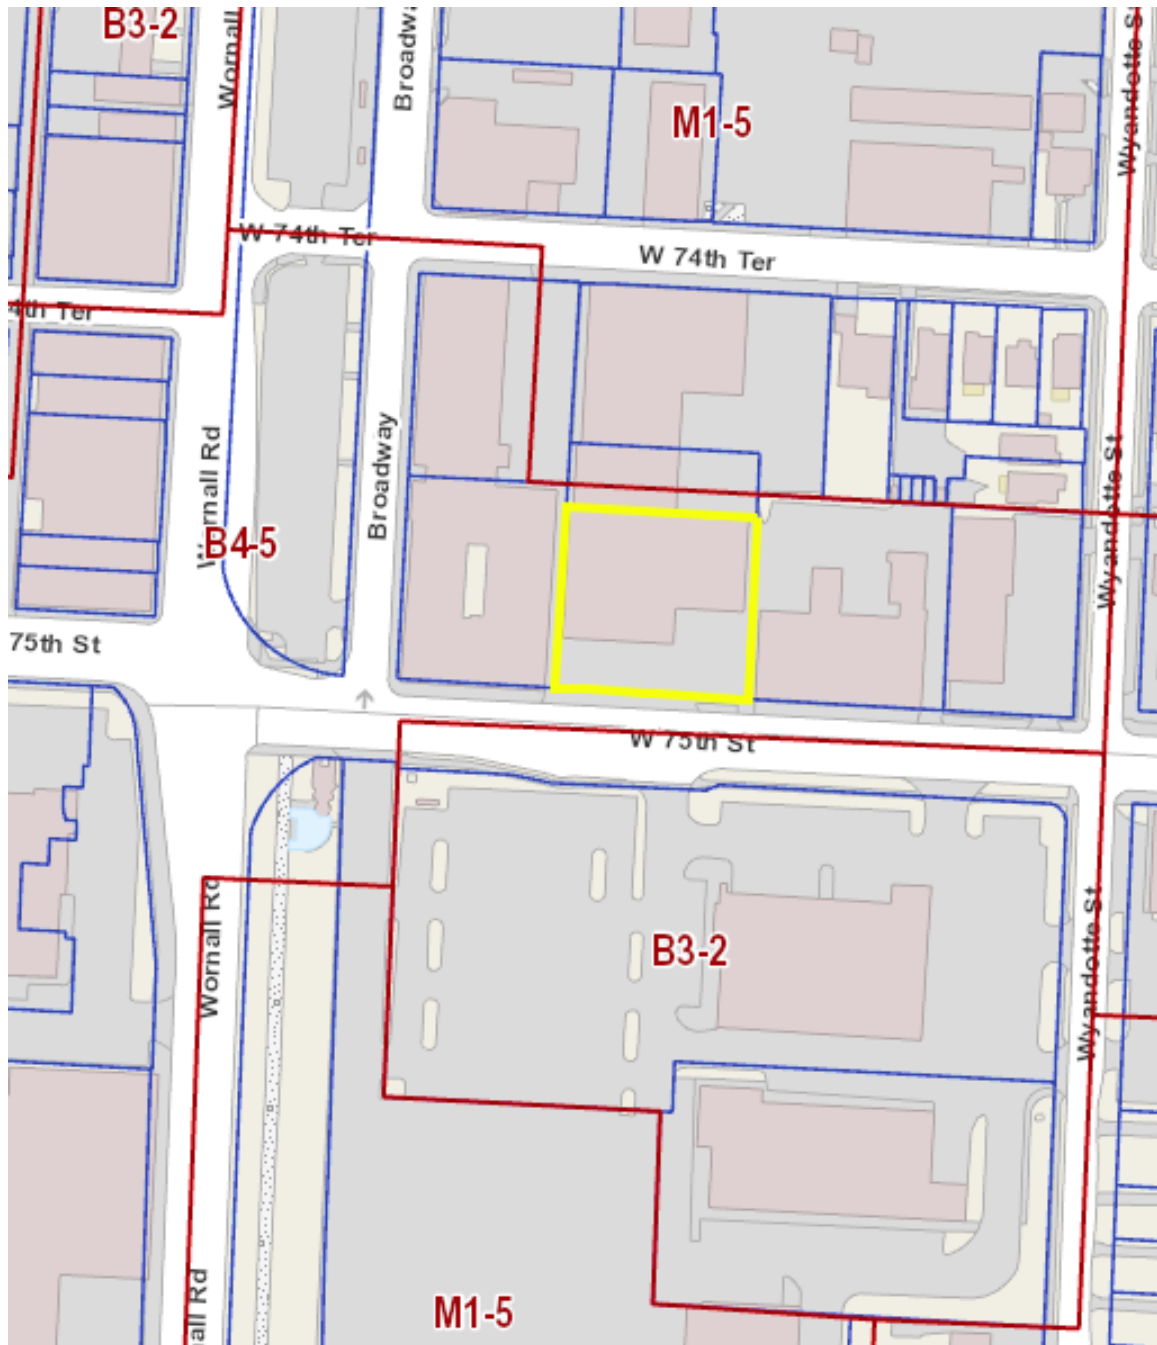 B3-2
Wornall
Broadway
M1-5
Wyandotte S
W 74th Ter
W 74th Ter
4th Ter
Wornall Rd
Broadway
Wyandotte St
B4-5
75th St
W 75th St
Wornall Rd
B3-2
Wyandotte St
all Rd
M1-5